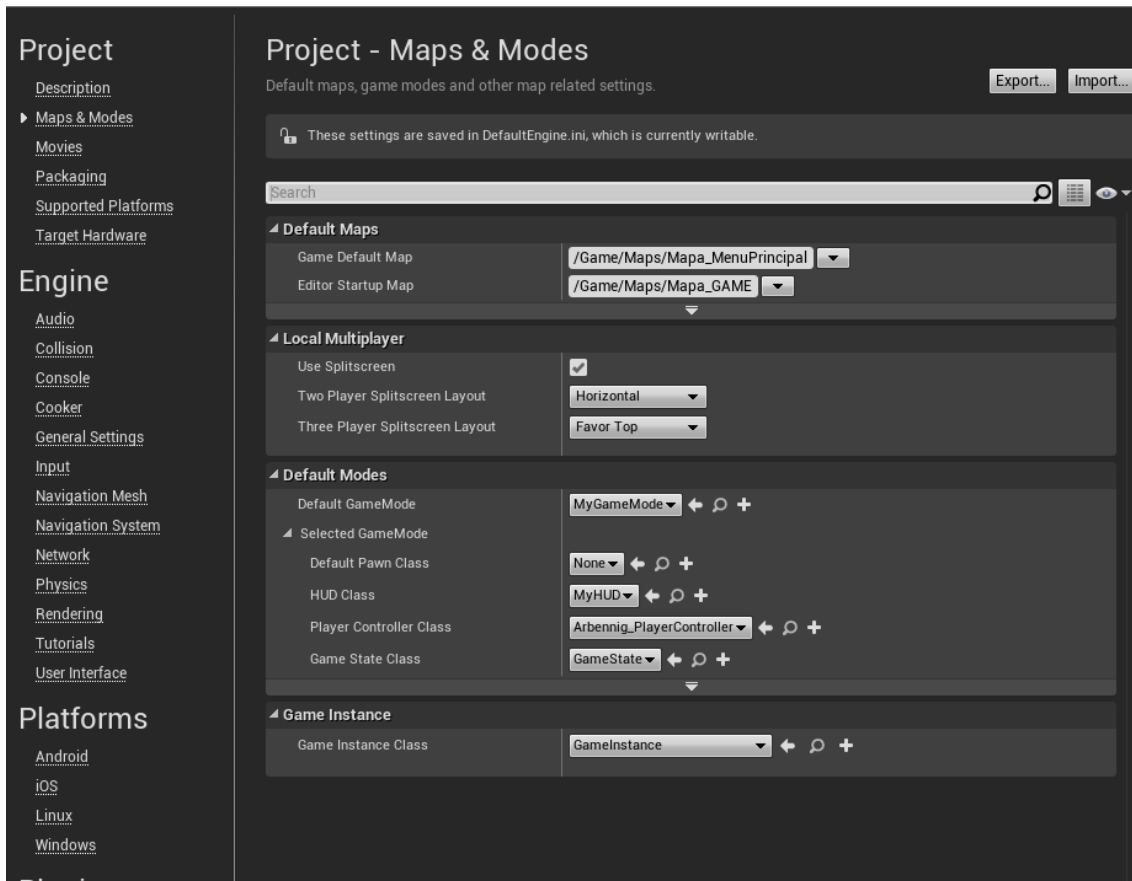 Project
Description
Maps & Modes
Movies
Packaging
Supported Platforms
Target Hardware
Engine
Audio
Collision
Console
Cooker
General Settings
Input
Navigation Mesh
Navigation System
Network
Physics
Rendering
Tutorials
User Interface
Platforms
Android
iOS
Linux
Windows
Project - Maps & Modes
Default maps, game modes and other map related settings.
Export...
Import...
These settings are saved in DefaultEngine.ini, which is currently writable.
Search
Default Maps
Game Default Map /Game/Maps/Mapa_MenuPrincipal
Editor Startup Map /Game/Maps/Mapa_GAME
Local Multiplayer
Use Splitscreen
Two Player Splitscreen Layout Horizontal
Three Player Splitscreen Layout Favor Top
Default Modes
Default GameMode MyGameMode
Selected GameMode
Default Pawn Class None
HUD Class MyHUD
Player Controller Class Arbennig_PlayerController
Game State Class GameState
Game Instance
Game Instance Class GameInstance